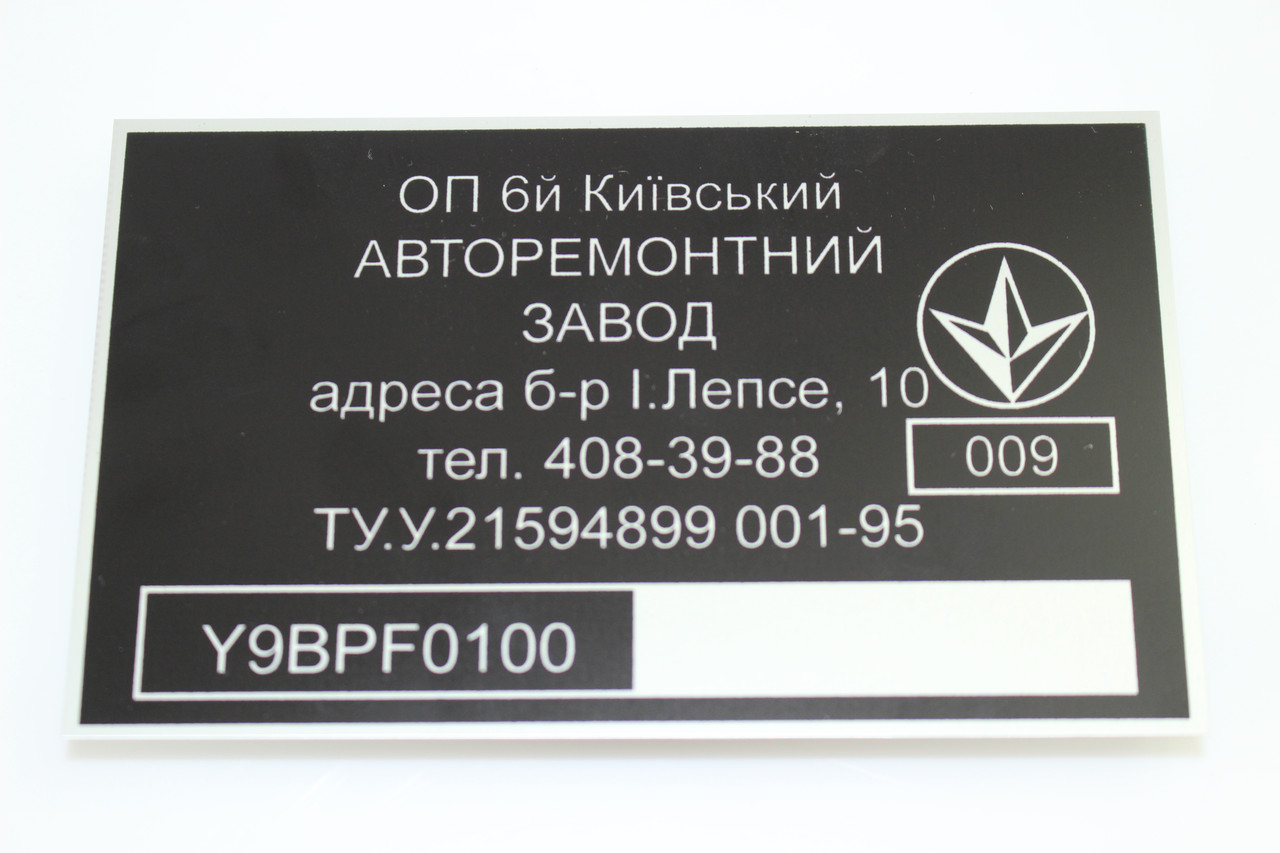 ОП 6й Київський
АВТОРЕМОНТНИЙ
ЗАВОД
адреса б-р І.Лепсе, 10
тел. 408-39-88
009
ТУ.У.21594899 001-95
Y9BPF0100